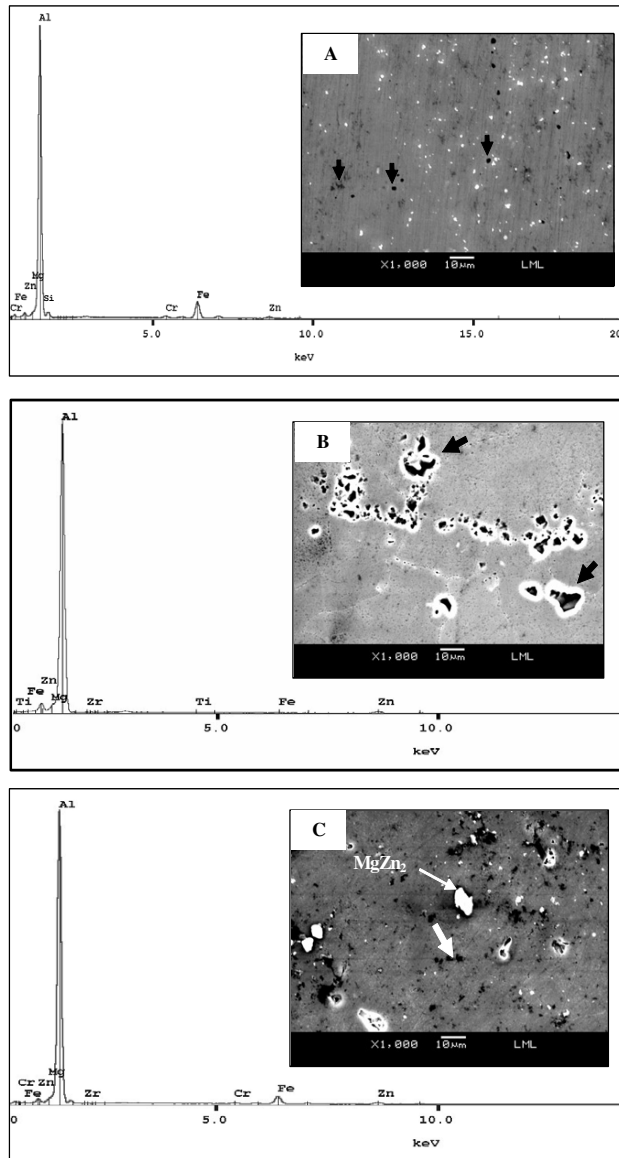 Al
A
X1,000 10µm LML
Mg
Zn
Fe
Si
Cr
Cr
Fe
Zn
5.0 10.0 15.0 20
keV
Al
B
X1,000 10µm LML
Zn
Fe
Ti
Mg
Zr
Ti
Fe
Zn
0 5.0 10.0
keV
Al
C
MgZn₂
X1,000 10µm LML
Mg
Cr Zn
Fe
Zr
Cr
Fe
Zn
0 5.0 10.0
keV